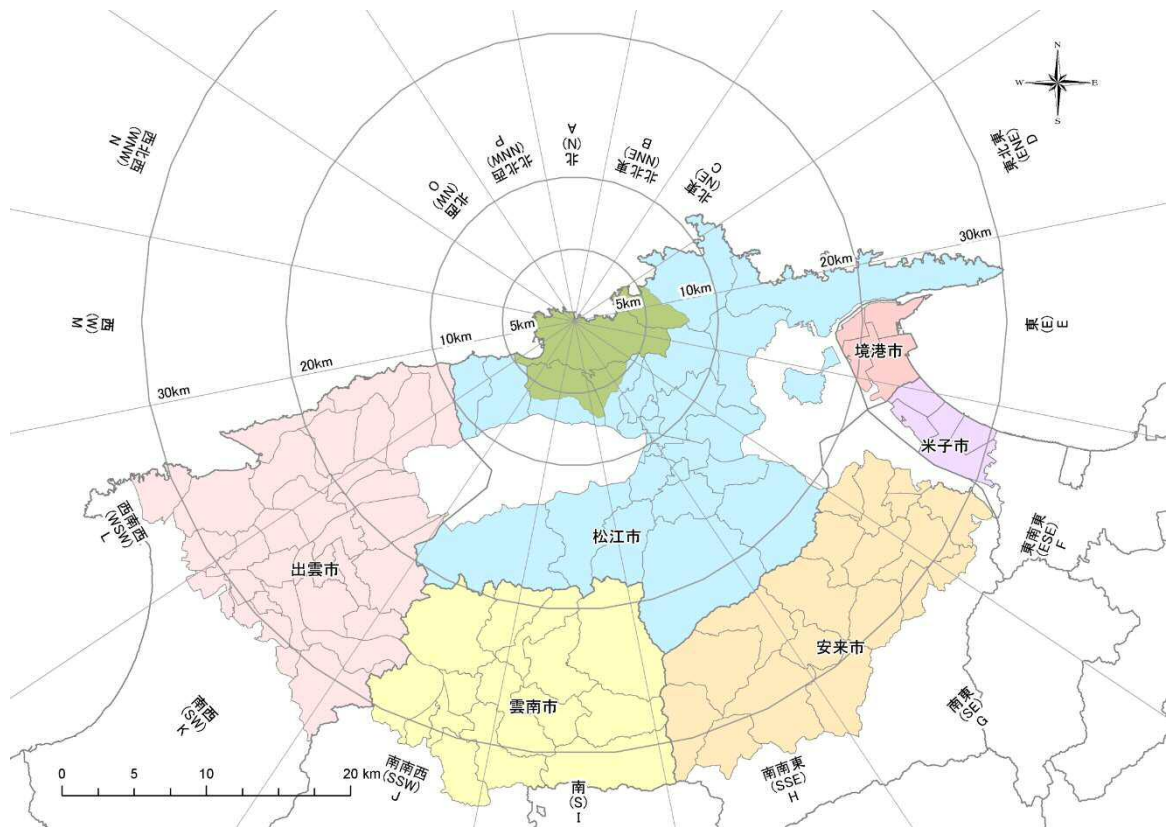 N
W
E
S
北
(N)
A
北北東
(NNE)
B
北東
(NE)
C
東北東
(ENE)
D
東
(E)
E
東南東
(ESE)
F
南東
(SE)
G
南南東
(SSE)
H
南
(S)
I
南南西
(SSW)
J
南西
(SW)
K
西南西
(WSW)
L
西
(W)
M
西北西
(WNW)
N
北西
(NW)
O
北北西
(NNW)
P
30km
20km
10km
5km
5km
10km
20km
30km
境港市
米子市
松江市
出雲市
安来市
雲南市
0
5
10
20 km